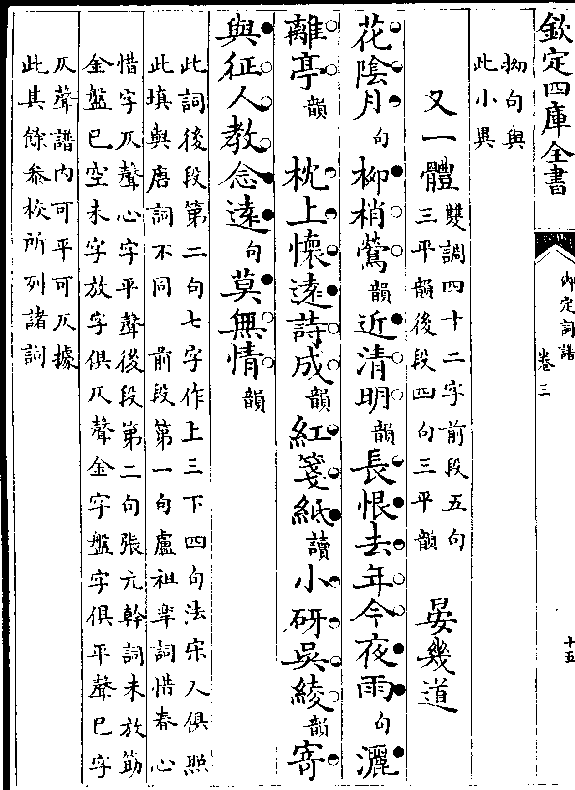 欽定四庫全書
御定詞譜
卷三
十五
拗句與
此小異
又一體
雙調四十二字前段五句
三平韻後段四句三平韻
晏幾道
花陰月句柳梢鶯韻近清明韻長恨去年今夜雨句灑
離亭韻 枕上懷遠詩成韻紅箋紙讀小研吳綾韻寄
與征人教念遠句莫無情韻
此詞後段第二句七字作上三下四句法宋人俱照
此填與唐詞不同 前段第一句盧祖皋詞惜春心
惜字仄聲心字平聲後段第二句張元幹詞未放筯
金盤已空未字放字俱仄聲金字盤字俱平聲已字
仄聲譜内可平可仄據
此其餘叅校所列諸詞